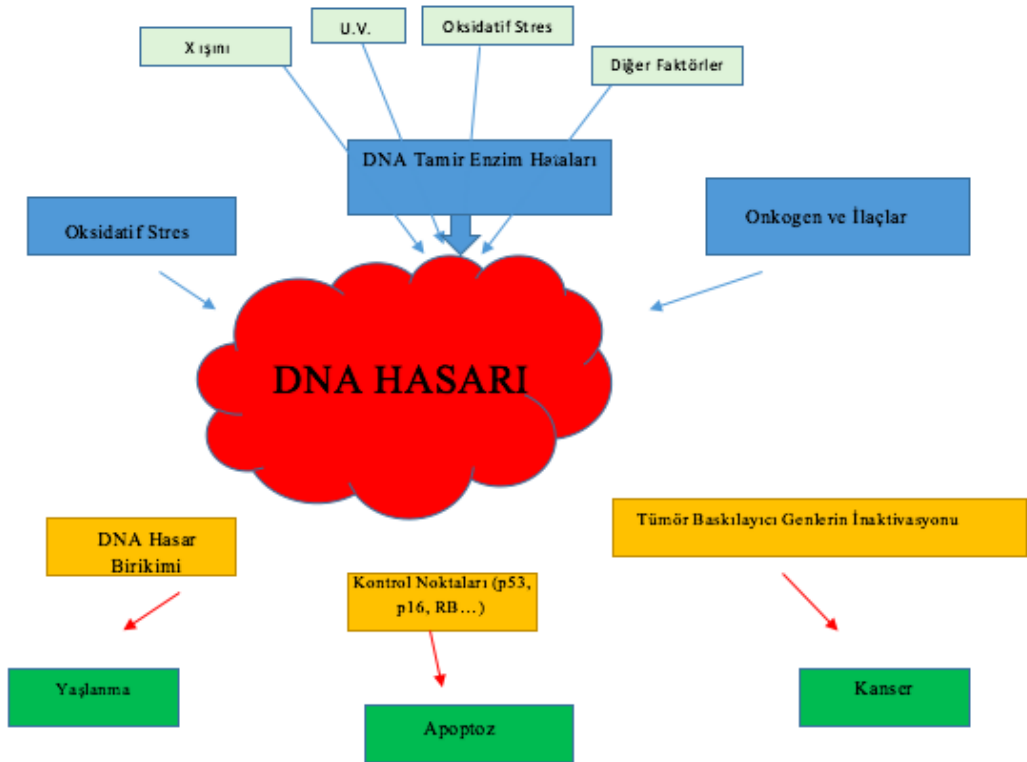 U.V.
Oksidatif Stres
X ışını
Diğer Faktörler
DNA Tamir Enzim Hataları
Oksidatif Stres
Onkogen ve İlaçlar
DNA HASARI
DNA Hasar
Birikimi
Kontrol Noktaları (p53,
p16, RB...)
Tümör Baskılayıcı Genlerin İnaktivasyonu
Yaşlanma
Apoptoz
Kanser